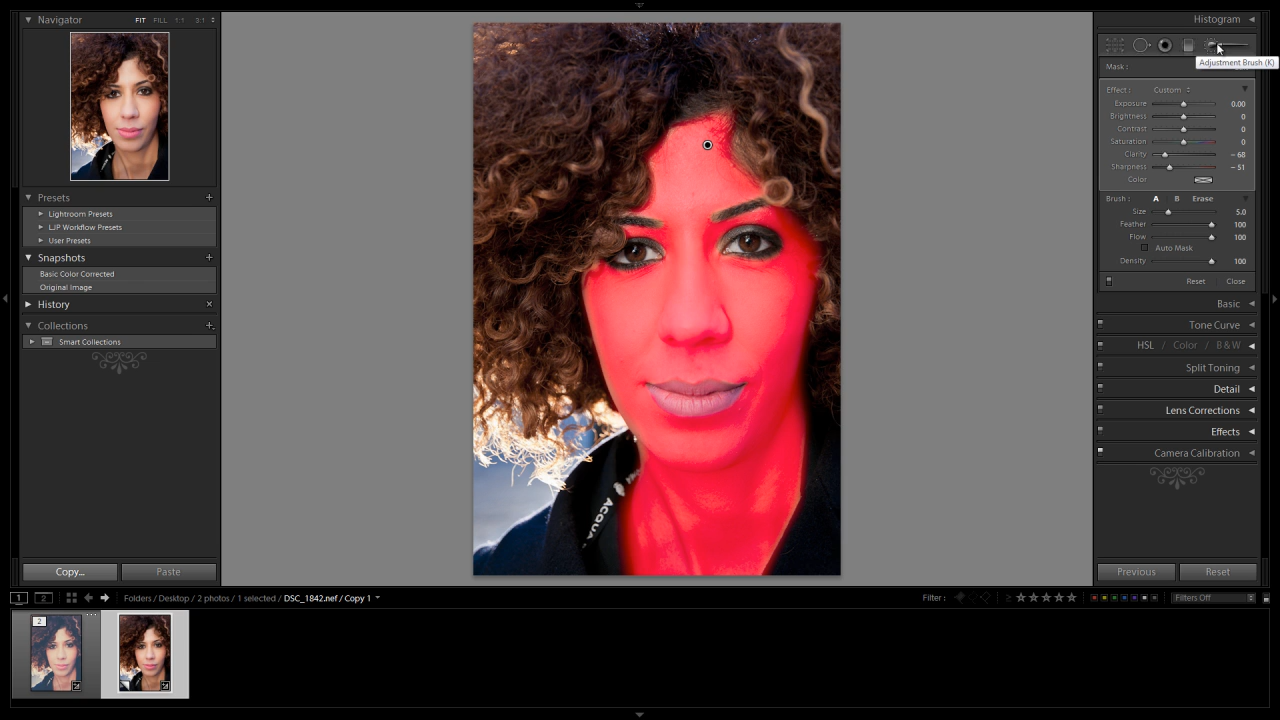 Navigator FIT FILL 1:1 3:1
Presets
Lightroom Presets
LJP Workflow Presets
User Presets
Snapshots
Basic Color Corrected
Original Image
History
Collections
Smart Collections
Copy... Paste
ACQUA
Histogram
Adjustment Brush (K)
Mask :
Effect : Custom
Exposure 0.00
Brightness 0
Contrast 0
Saturation 0
Clarity – 68
Sharpness – 51
Color
Brush : A B Erase
Size 5.0
Feather 100
Flow 100
Auto Mask
Density 100
Reset Close
Basic
Tone Curve
HSL / Color / B & W
Split Toning
Detail
Lens Corrections
Effects
Camera Calibration
Previous Reset
1 2 Folders / Desktop / 2 photos / 1 selected / DSC_1842.nef / Copy 1 Filter : Filters Off
2